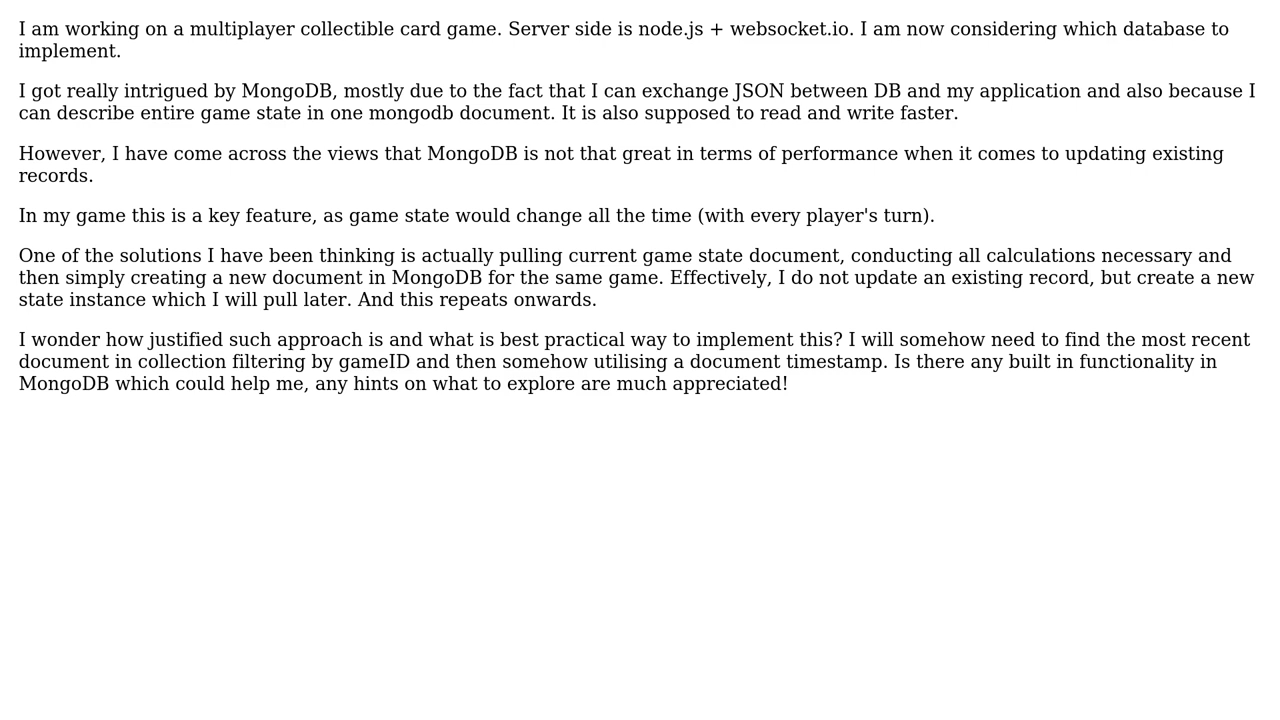 I am working on a multiplayer collectible card game. Server side is node.js + websocket.io. I am now considering which database to
implement.
I got really intrigued by MongoDB, mostly due to the fact that I can exchange JSON between DB and my application and also because I
can describe entire game state in one mongodb document. It is also supposed to read and write faster.
However, I have come across the views that MongoDB is not that great in terms of performance when it comes to updating existing
records.
In my game this is a key feature, as game state would change all the time (with every player's turn).
One of the solutions I have been thinking is actually pulling current game state document, conducting all calculations necessary and
then simply creating a new document in MongoDB for the same game. Effectively, I do not update an existing record, but create a new
state instance which I will pull later. And this repeats onwards.
I wonder how justified such approach is and what is best practical way to implement this? I will somehow need to find the most recent
document in collection filtering by gameID and then somehow utilising a document timestamp. Is there any built in functionality in
MongoDB which could help me, any hints on what to explore are much appreciated!